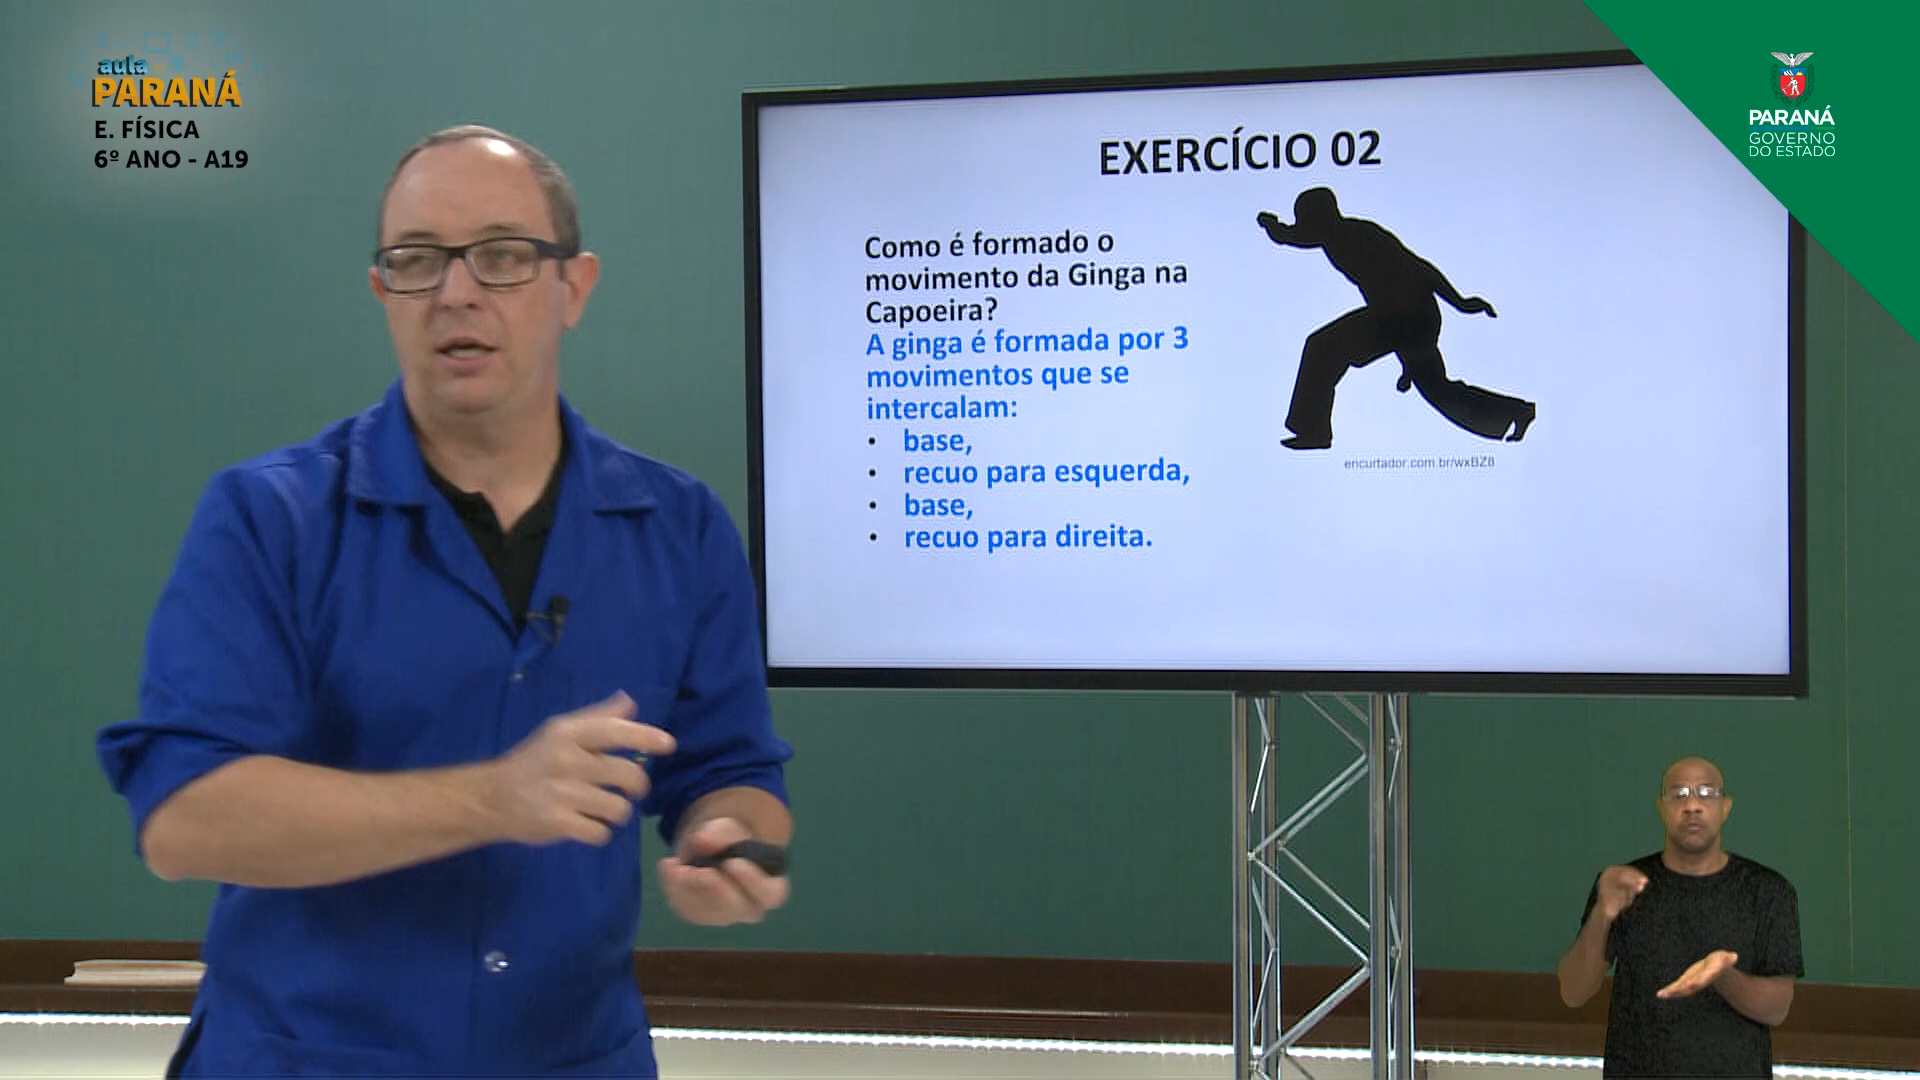 aula
PARANÁ
E. FÍSICA
6º ANO - A19
EXERCÍCIO 02
Como é formado o
movimento da Ginga na
Capoeira?
A ginga é formada por 3
movimentos que se
intercalam:
• base,
• recuo para esquerda,
• base,
• recuo para direita.
encurtador.com.br/wxBZ8
PARANÁ
GOVERNO
DO ESTADO